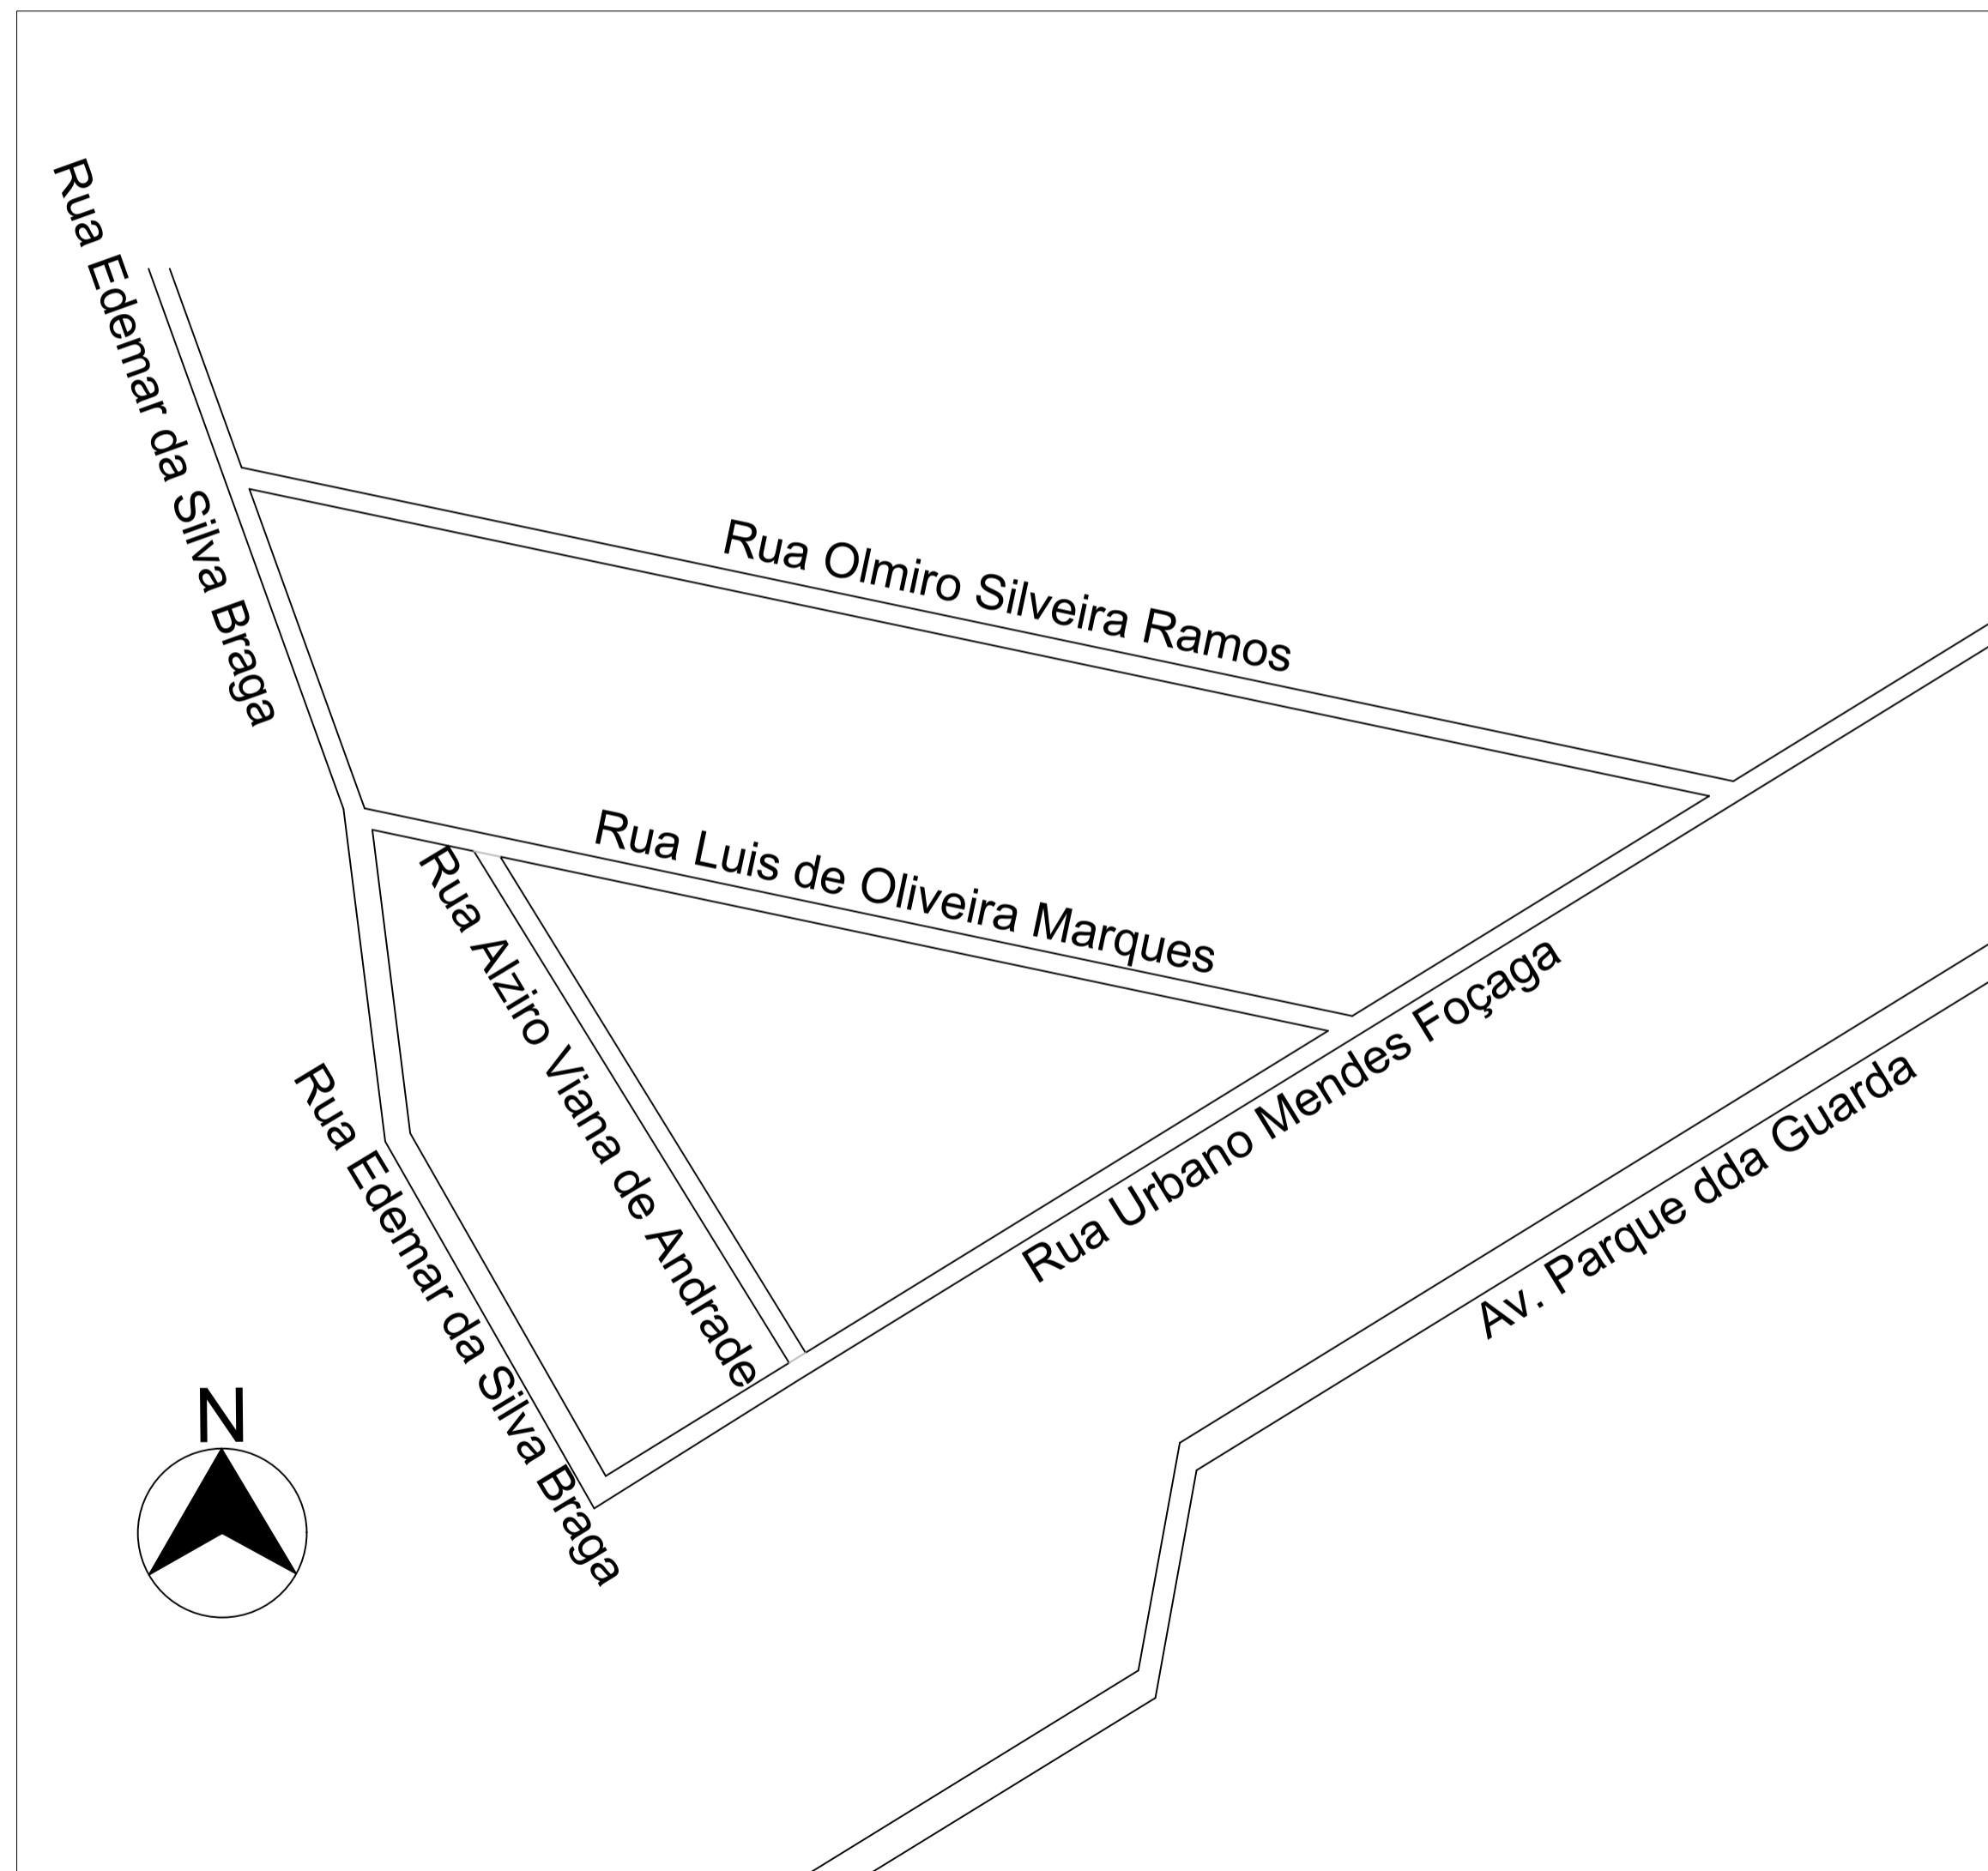 Rua Edemar da Silva Braga
Rua Olmiro Silveira Ramos
Rua Luis de Oliveira Marques
Rua Alziro Viana de Andrade
Rua Urbano Mendes Foçaga
Av. Parque dda Guarda
Rua Edemar da Silva Braga
N